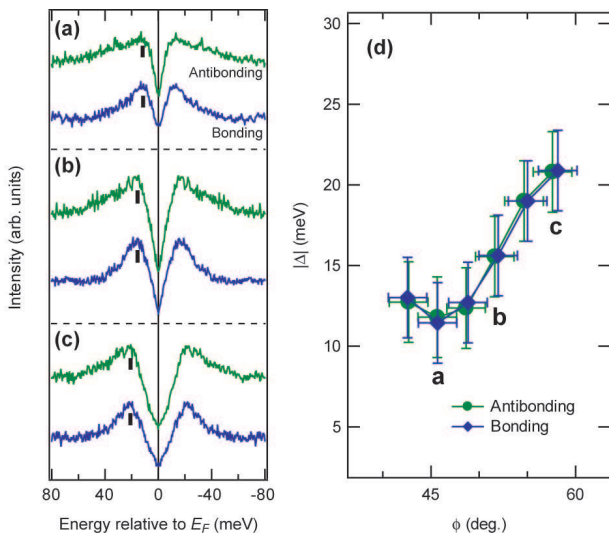 (a)
Antibonding
Bonding
(b)
(c)
Intensity (arb. units)
80 40 0 -40 -80
Energy relative to E_F (meV)
(d)
30
25
20
15
10
5
|Δ| (meV)
a
b
c
Antibonding
Bonding
45 60
ϕ (deg.)